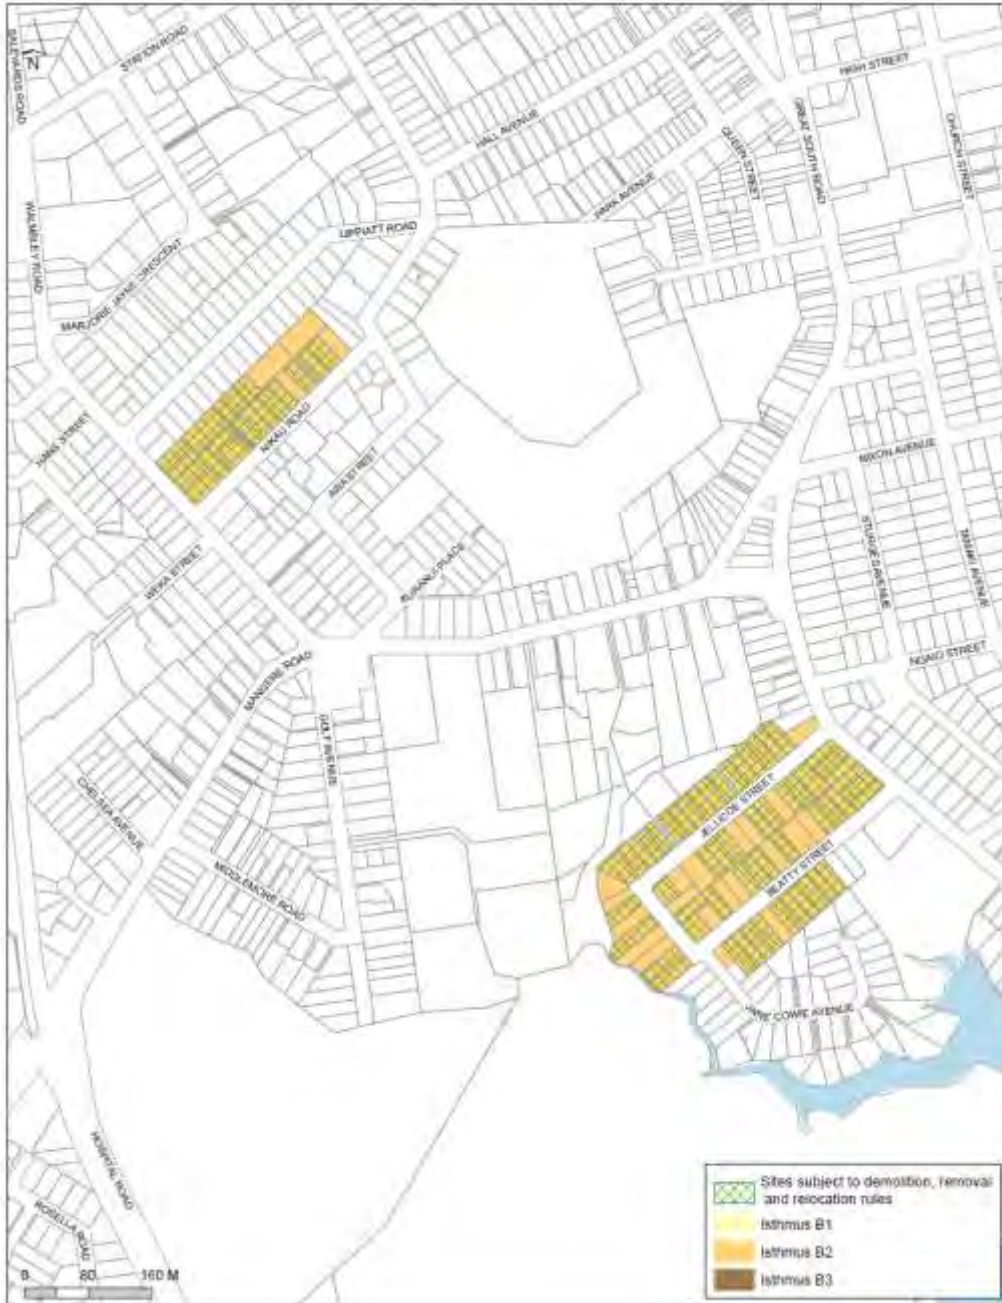 STATION ROAD
HIGH STREET
N
HALL AVENUE
GREAT SOUTH ROAD
QUEEN STREET
CHURCH STREET
PARK AVENUE
WALMSLEY ROAD
LIPPIATT ROAD
MARJORIE JAYNE CRESCENT
NIKAU ROAD
NIXON AVENUE
WEKA STREET
NGAIO STREET
MANGERE ROAD
GOLF AVENUE
JELLICOE STREET
CHELSEA AVENUE
BEATTY STREET
MIDDLEMORE ROAD
HOSPITAL ROAD
ROSELLA ROAD
0 80 160 M
Sites subject to demolition, removal
and relocation rules
Isthmus B1
Isthmus B2
Isthmus B3